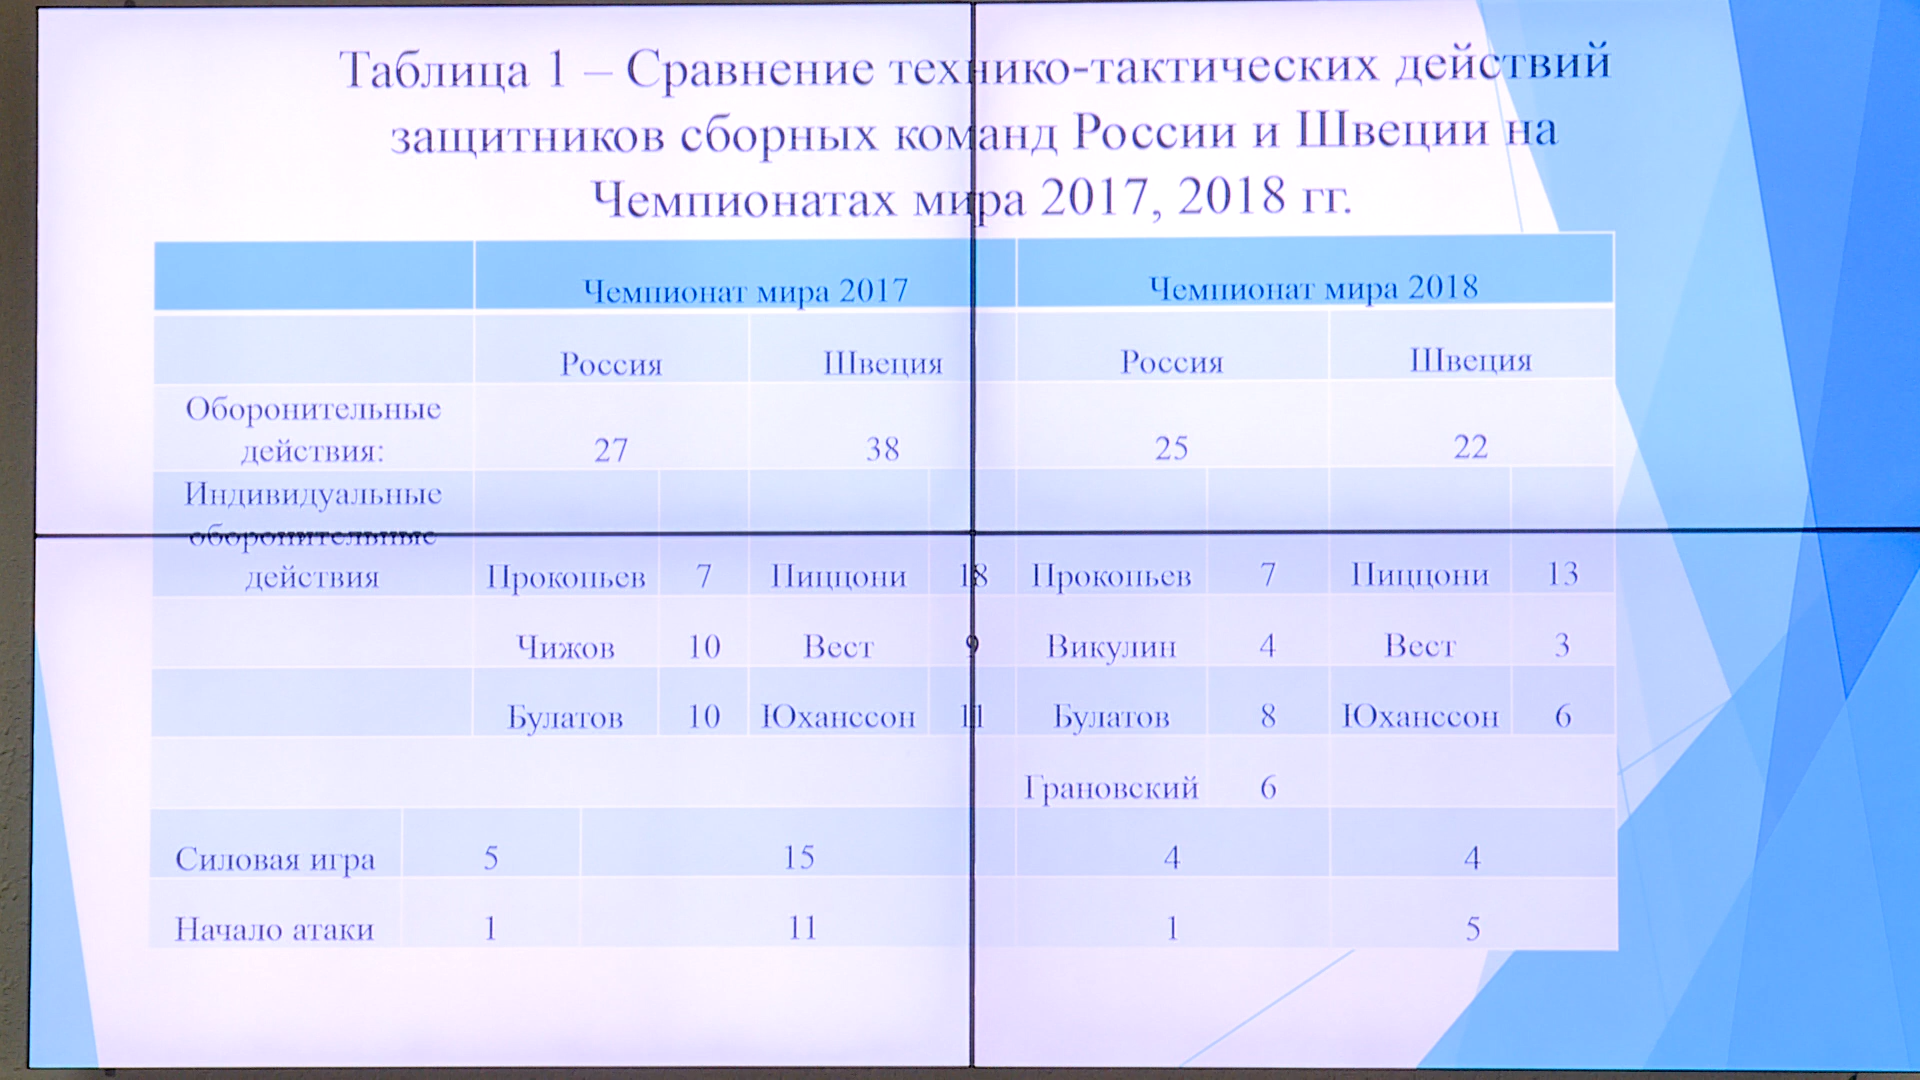 Таблица 1 – Сравнение технико-тактических действий
защитников сборных команд России и Швеции на
Чемпионатах мира 2017, 2018 гг.
Чемпионат мира 2017 Чемпионат мира 2018
Россия Швеция Россия Швеция
Оборонительные
действия: 27 38 25 22
Индивидуальные
оборонительные
действия Прокопьев 7 Пиццони 18 Прокопьев 7 Пиццони 13
Чижов 10 Вест 9 Викулин 4 Вест 3
Булатов 10 Юханссон 11 Булатов 8 Юханссон 6
Грановский 6
Силовая игра 5 15 4 4
Начало атаки 1 11 1 5